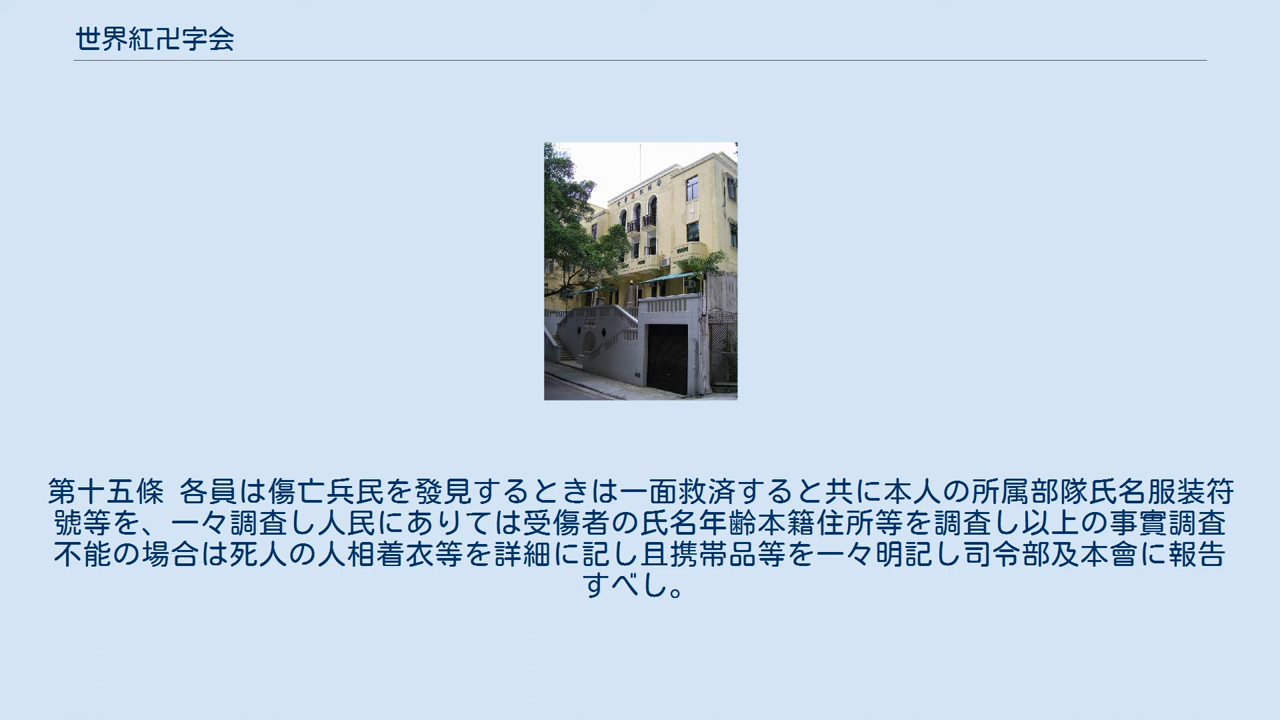 世界紅卍字会
第十五條 各員は傷亡兵民を發見するときは一面救済すると共に本人の所属部隊氏名服装符
號等を、一々調査し人民にありては受傷者の氏名年齢本籍住所等を調査し以上の事實調査
不能の場合は死人の人相着衣等を詳細に記し且携帯品等を一々明記し司令部及本會に報告
すべし。